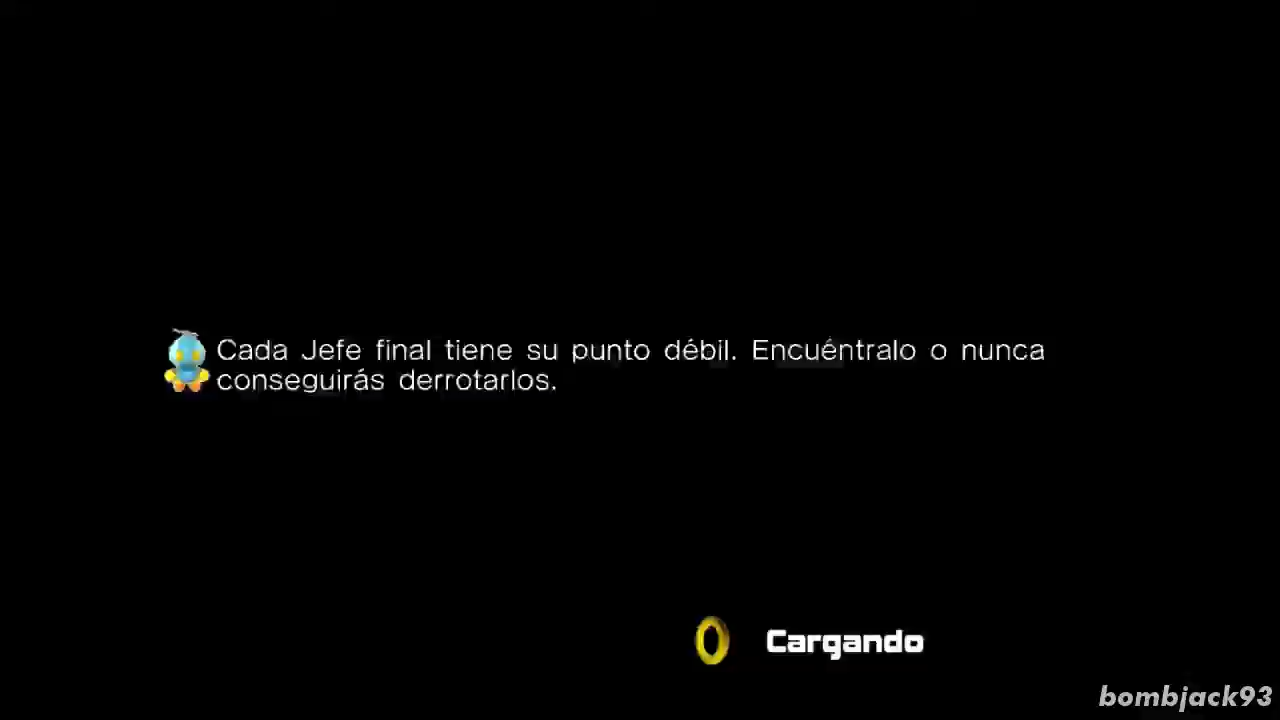 Cada Jefe final tiene su punto débil. Encuéntralo o nunca
conseguirás derrotarlos.
Cargando
bombjack93